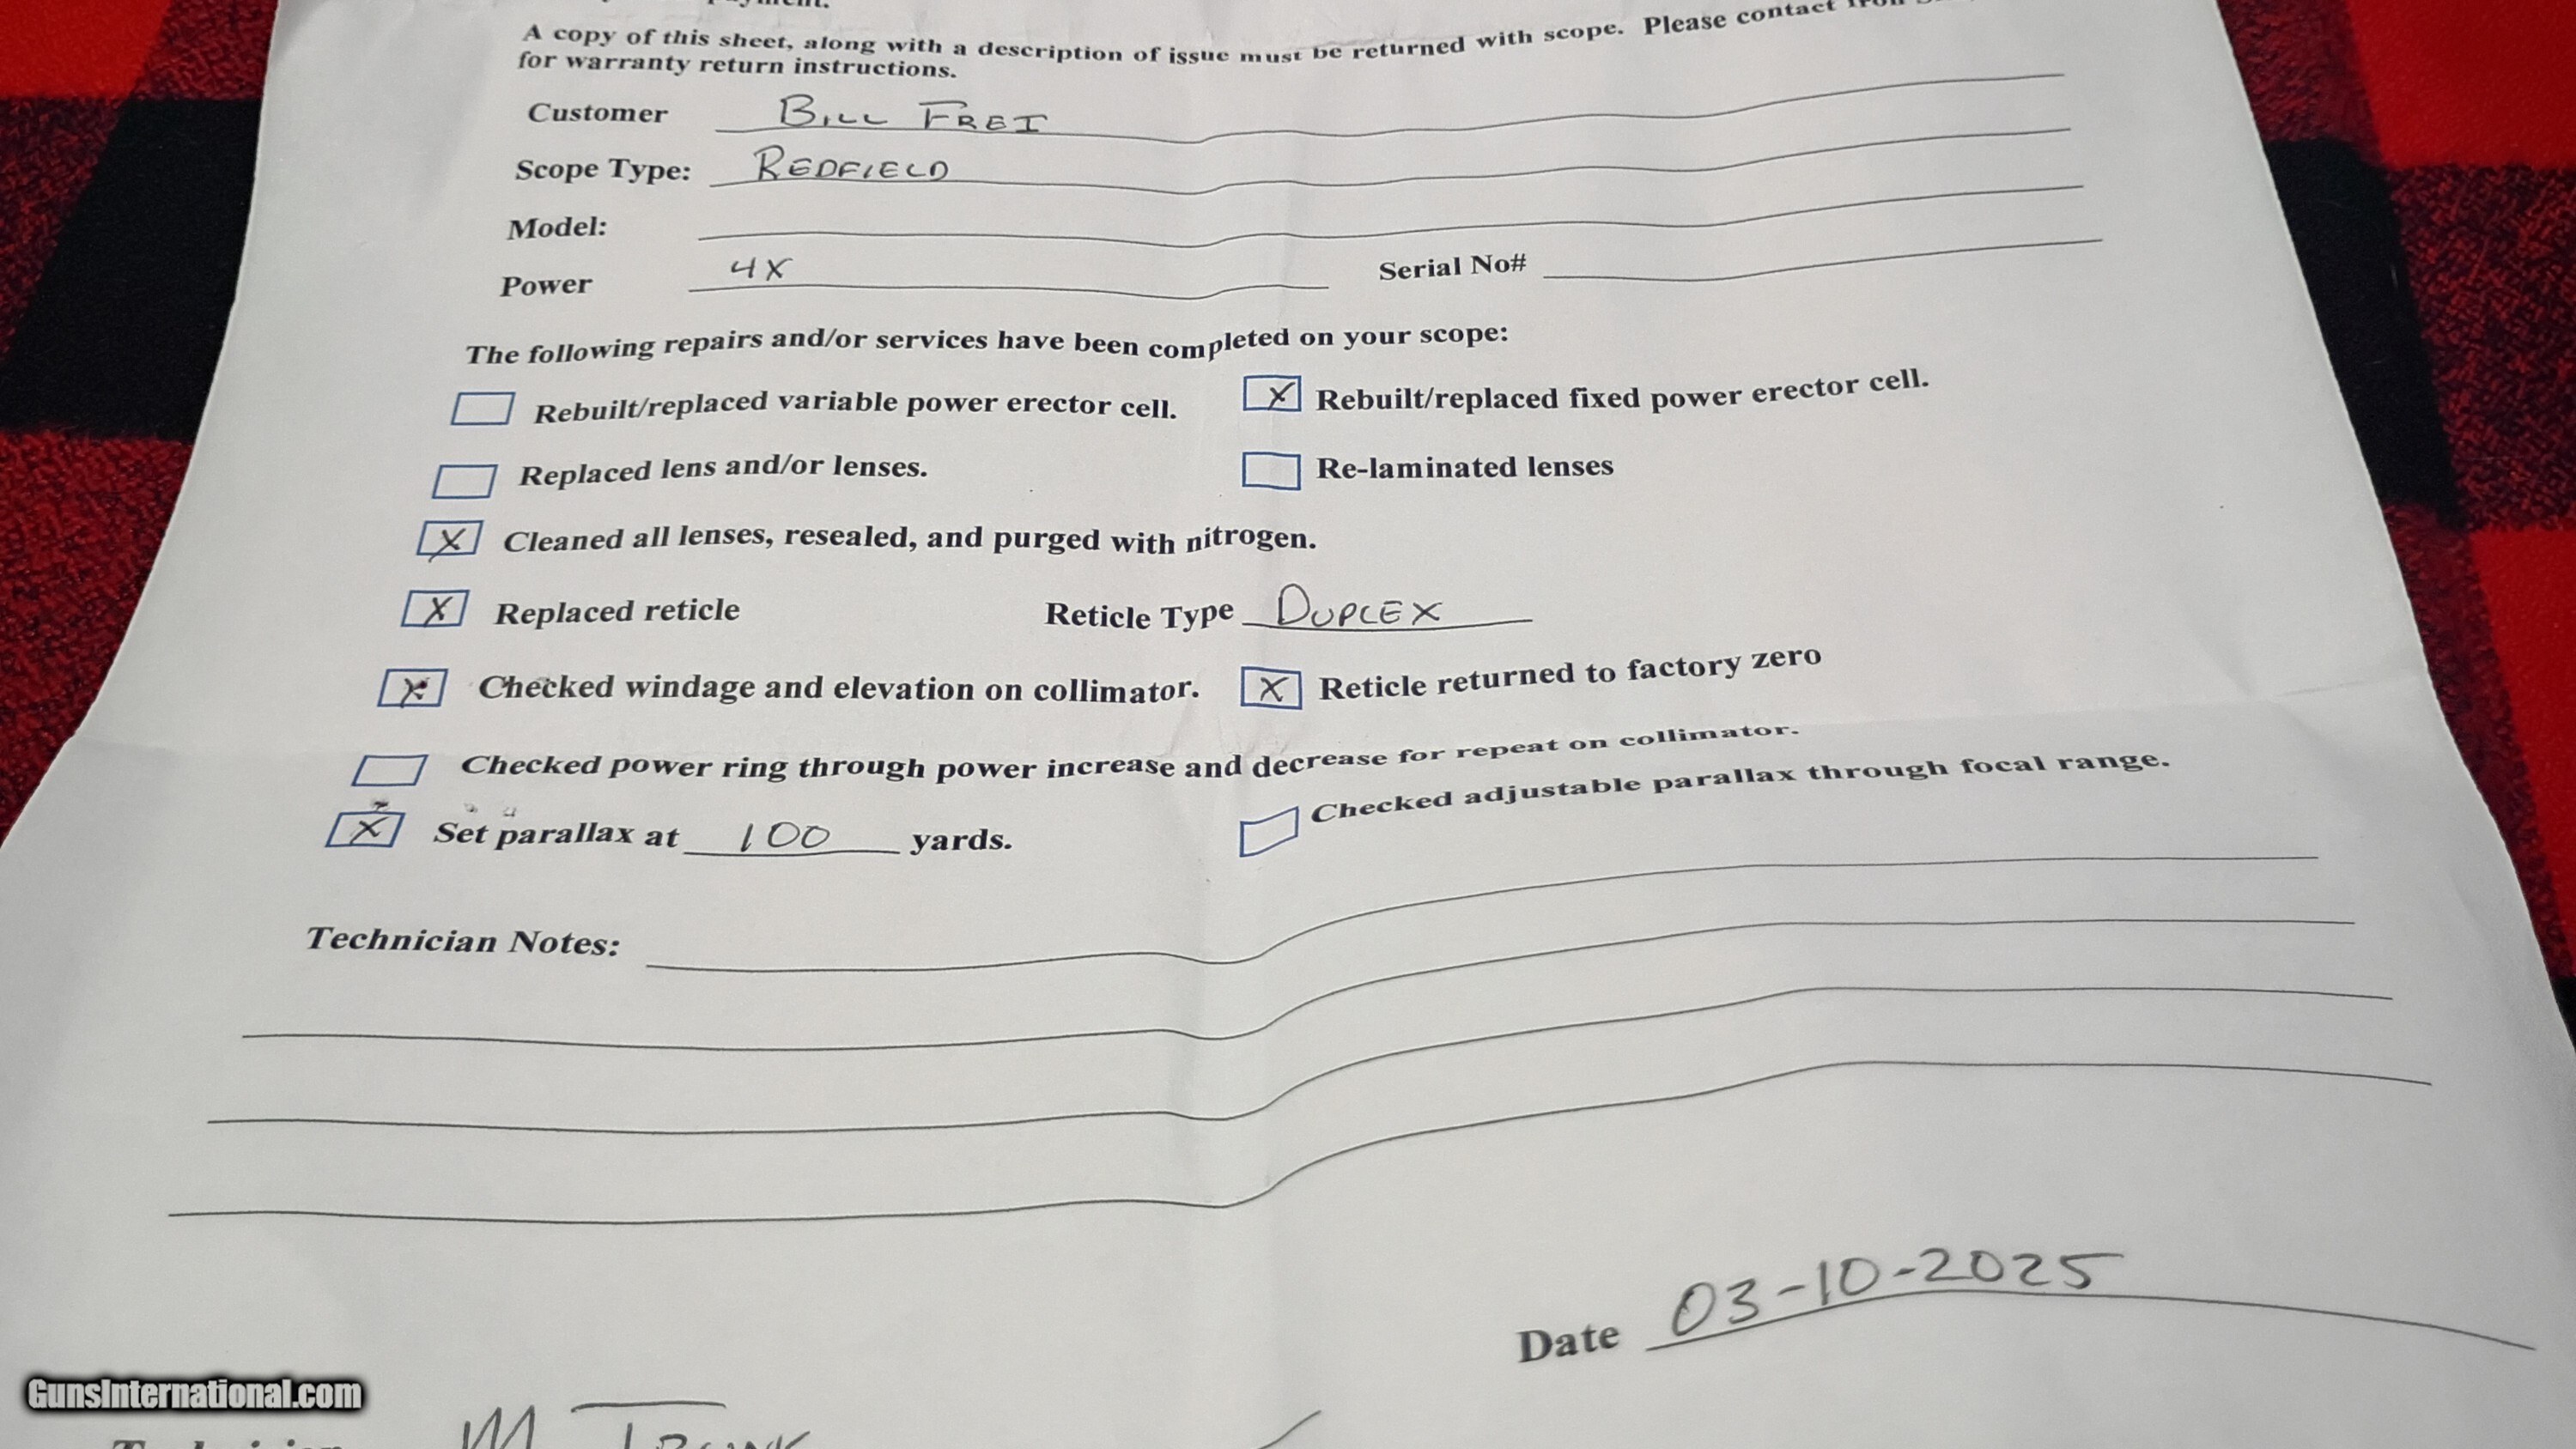 A copy of this sheet, along with a description of issue must be returned with scope. Please contact
for warranty return instructions.
Customer BILL FREI
Scope Type: REDFIELD
Model:
Power 4X Serial No#
The following repairs and/or services have been completed on your scope:
Rebuilt/replaced variable power erector cell. X Rebuilt/replaced fixed power erector cell.
Replaced lens and/or lenses. Re-laminated lenses
X Cleaned all lenses, resealed, and purged with nitrogen.
X Replaced reticle Reticle Type DUPLEX
X Checked windage and elevation on collimator. X Reticle returned to factory zero
Checked power ring through power increase and decrease for repeat on collimator.
X Set parallax at 100 yards. Checked adjustable parallax through focal range.
Technician Notes:
Date 03-10-2025
GunsInternational.com